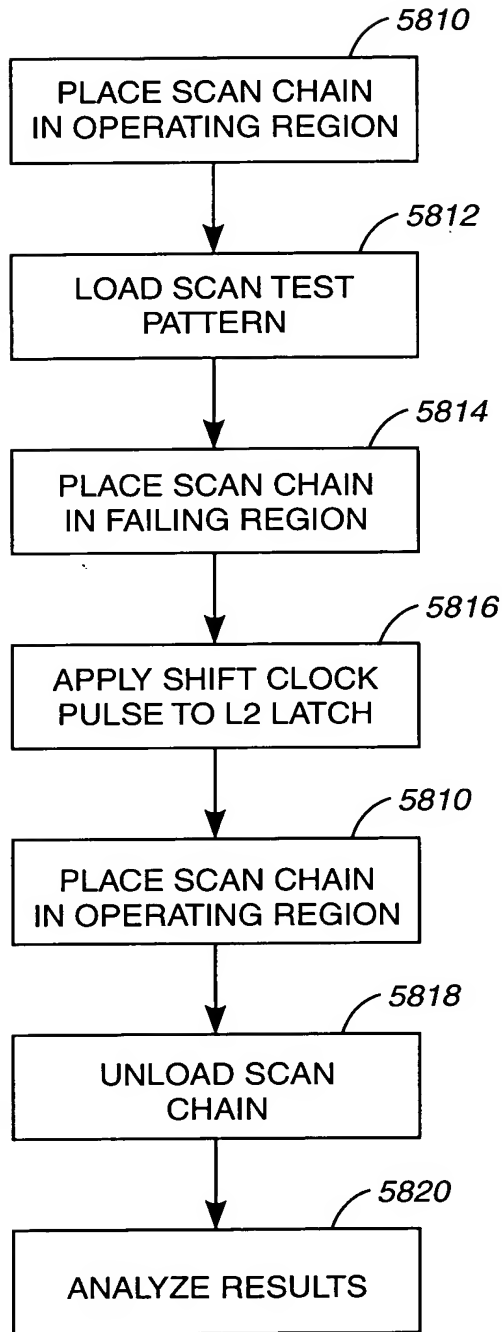 5810
PLACE SCAN CHAIN
IN OPERATING REGION
5812
LOAD SCAN TEST
PATTERN
5814
PLACE SCAN CHAIN
IN FAILING REGION
5816
APPLY SHIFT CLOCK
PULSE TO L2 LATCH
5810
PLACE SCAN CHAIN
IN OPERATING REGION
5818
UNLOAD SCAN
CHAIN
5820
ANALYZE RESULTS